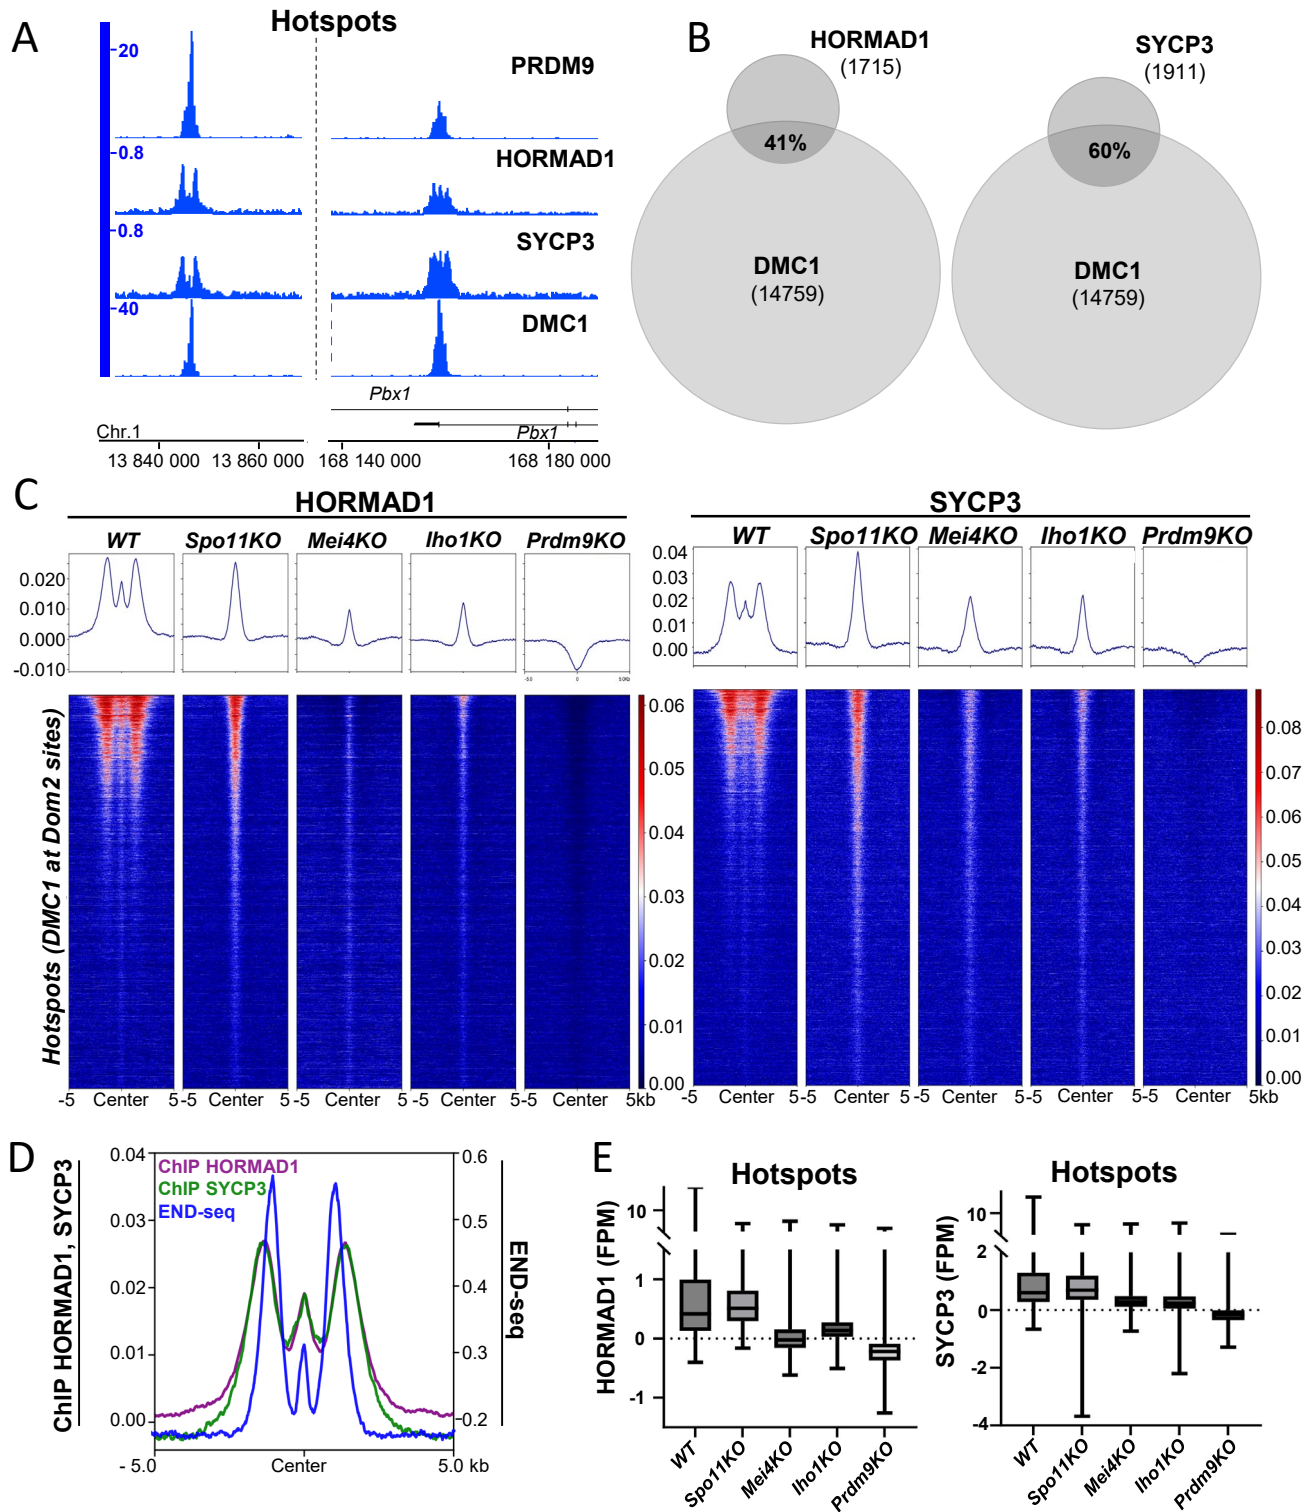 A
Hotspots
20
PRDM9
0.8
HORMAD1
0.8
SYCP3
40
DMC1
Pbx1
Pbx1
Chr.1
13 840 000
13 860 000
168 140 000
168 180 000
B
HORMAD1
(1715)
41%
DMC1
(14759)
SYCP3
(1911)
60%
DMC1
(14759)
C
HORMAD1
WT Spo11KO Mei4KO Iho1KO Prdm9KO
0.020
0.010
0.000
-0.010
-5.0 0 5.0Kb
Hotspots (DMC1 at Dom2 sites)
0.06
0.05
0.04
0.03
0.02
0.01
0.00
-5 Center 5-5 Center 5-5 Center 5-5 Center 5-5 Center 5kb
SYCP3
WT Spo11KO Mei4KO Iho1KO Prdm9KO
0.04
0.03
0.02
0.01
0.00
0.08
0.07
0.06
0.05
0.04
0.03
0.02
0.01
0.00
-5 Center 5-5 Center 5-5 Center 5-5 Center 5-5 Center 5kb
D
ChIP HORMAD1, SYCP3
0.04
0.03
0.02
0.01
0.00
ChIP HORMAD1
ChIP SYCP3
END-seq
0.6
0.5
0.4
0.3
0.2
END-seq
- 5.0 Center 5.0 kb
E
Hotspots
HORMAD1 (FPM)
10
1
0
-1
WT Spo11KO Mei4KO Iho1KO Prdm9KO
Hotspots
SYCP3 (FPM)
10
2
0
-2
-4
WT Spo11KO Mei4KO Iho1KO Prdm9KO